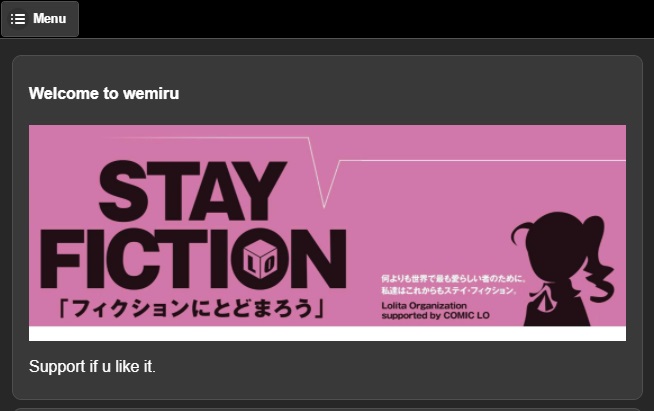 Menu
Welcome to wemiru
STAY
FICTION
LO
「フィクションにとどまろう」
何よりも世界で最も愛らしい者のために、
私達はこれからもステイ・フィクション。
Lolita Organization
supported by COMIC LO
Support if u like it.